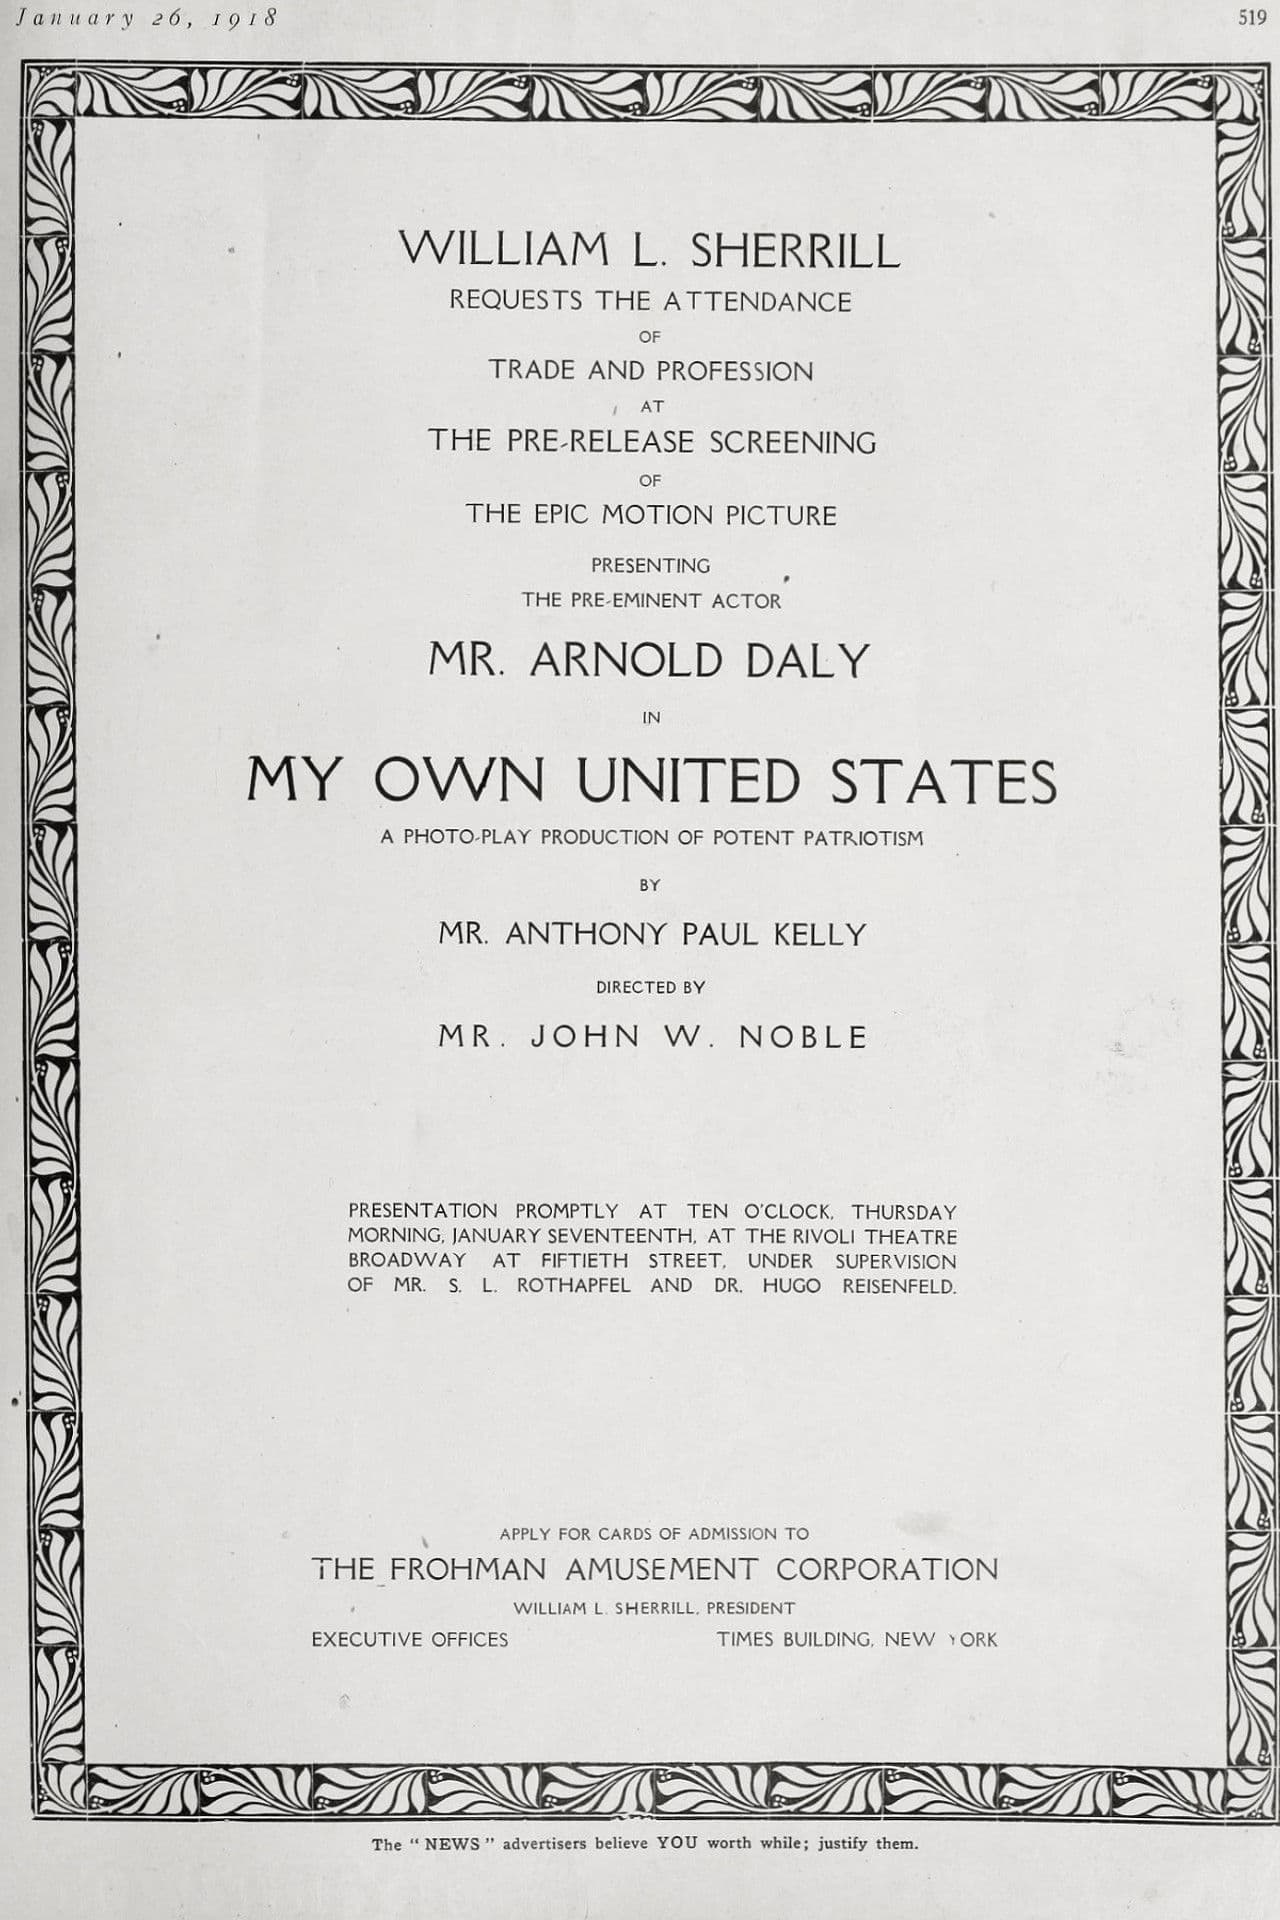 January 26, 1918
519
WILLIAM L. SHERRILL
REQUESTS THE ATTENDANCE
OF
TRADE AND PROFESSION
AT
THE PRE-RELEASE SCREENING
OF
THE EPIC MOTION PICTURE
PRESENTING
THE PRE-EMINENT ACTOR
MR. ARNOLD DALY
IN
MY OWN UNITED STATES
A PHOTO-PLAY PRODUCTION OF POTENT PATRIOTISM
BY
MR. ANTHONY PAUL KELLY
DIRECTED BY
MR. JOHN W. NOBLE
PRESENTATION PROMPTLY AT TEN O'CLOCK, THURSDAY
MORNING, JANUARY SEVENTEENTH, AT THE RIVOLI THEATRE
BROADWAY AT FIFTIETH STREET, UNDER SUPERVISION
OF MR. S. L. ROTHAPFEL AND DR. HUGO REISENFELD.
APPLY FOR CARDS OF ADMISSION TO
THE FROHMAN AMUSEMENT CORPORATION
WILLIAM L. SHERRILL, PRESIDENT
EXECUTIVE OFFICES TIMES BUILDING, NEW YORK
The "NEWS" advertisers believe YOU worth while; justify them.